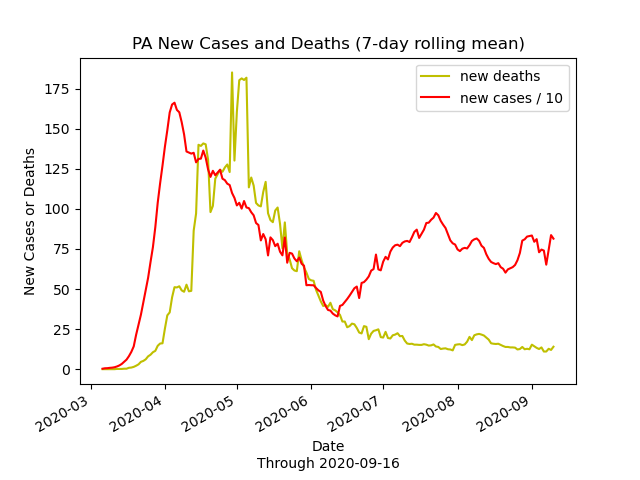 PA New Cases and Deaths (7-day rolling mean)
new deaths
new cases / 10
175
150
125
100
75
50
25
0
New Cases or Deaths
2020-03
2020-04
2020-05
2020-06
2020-07
2020-08
2020-09
Date
Through 2020-09-16